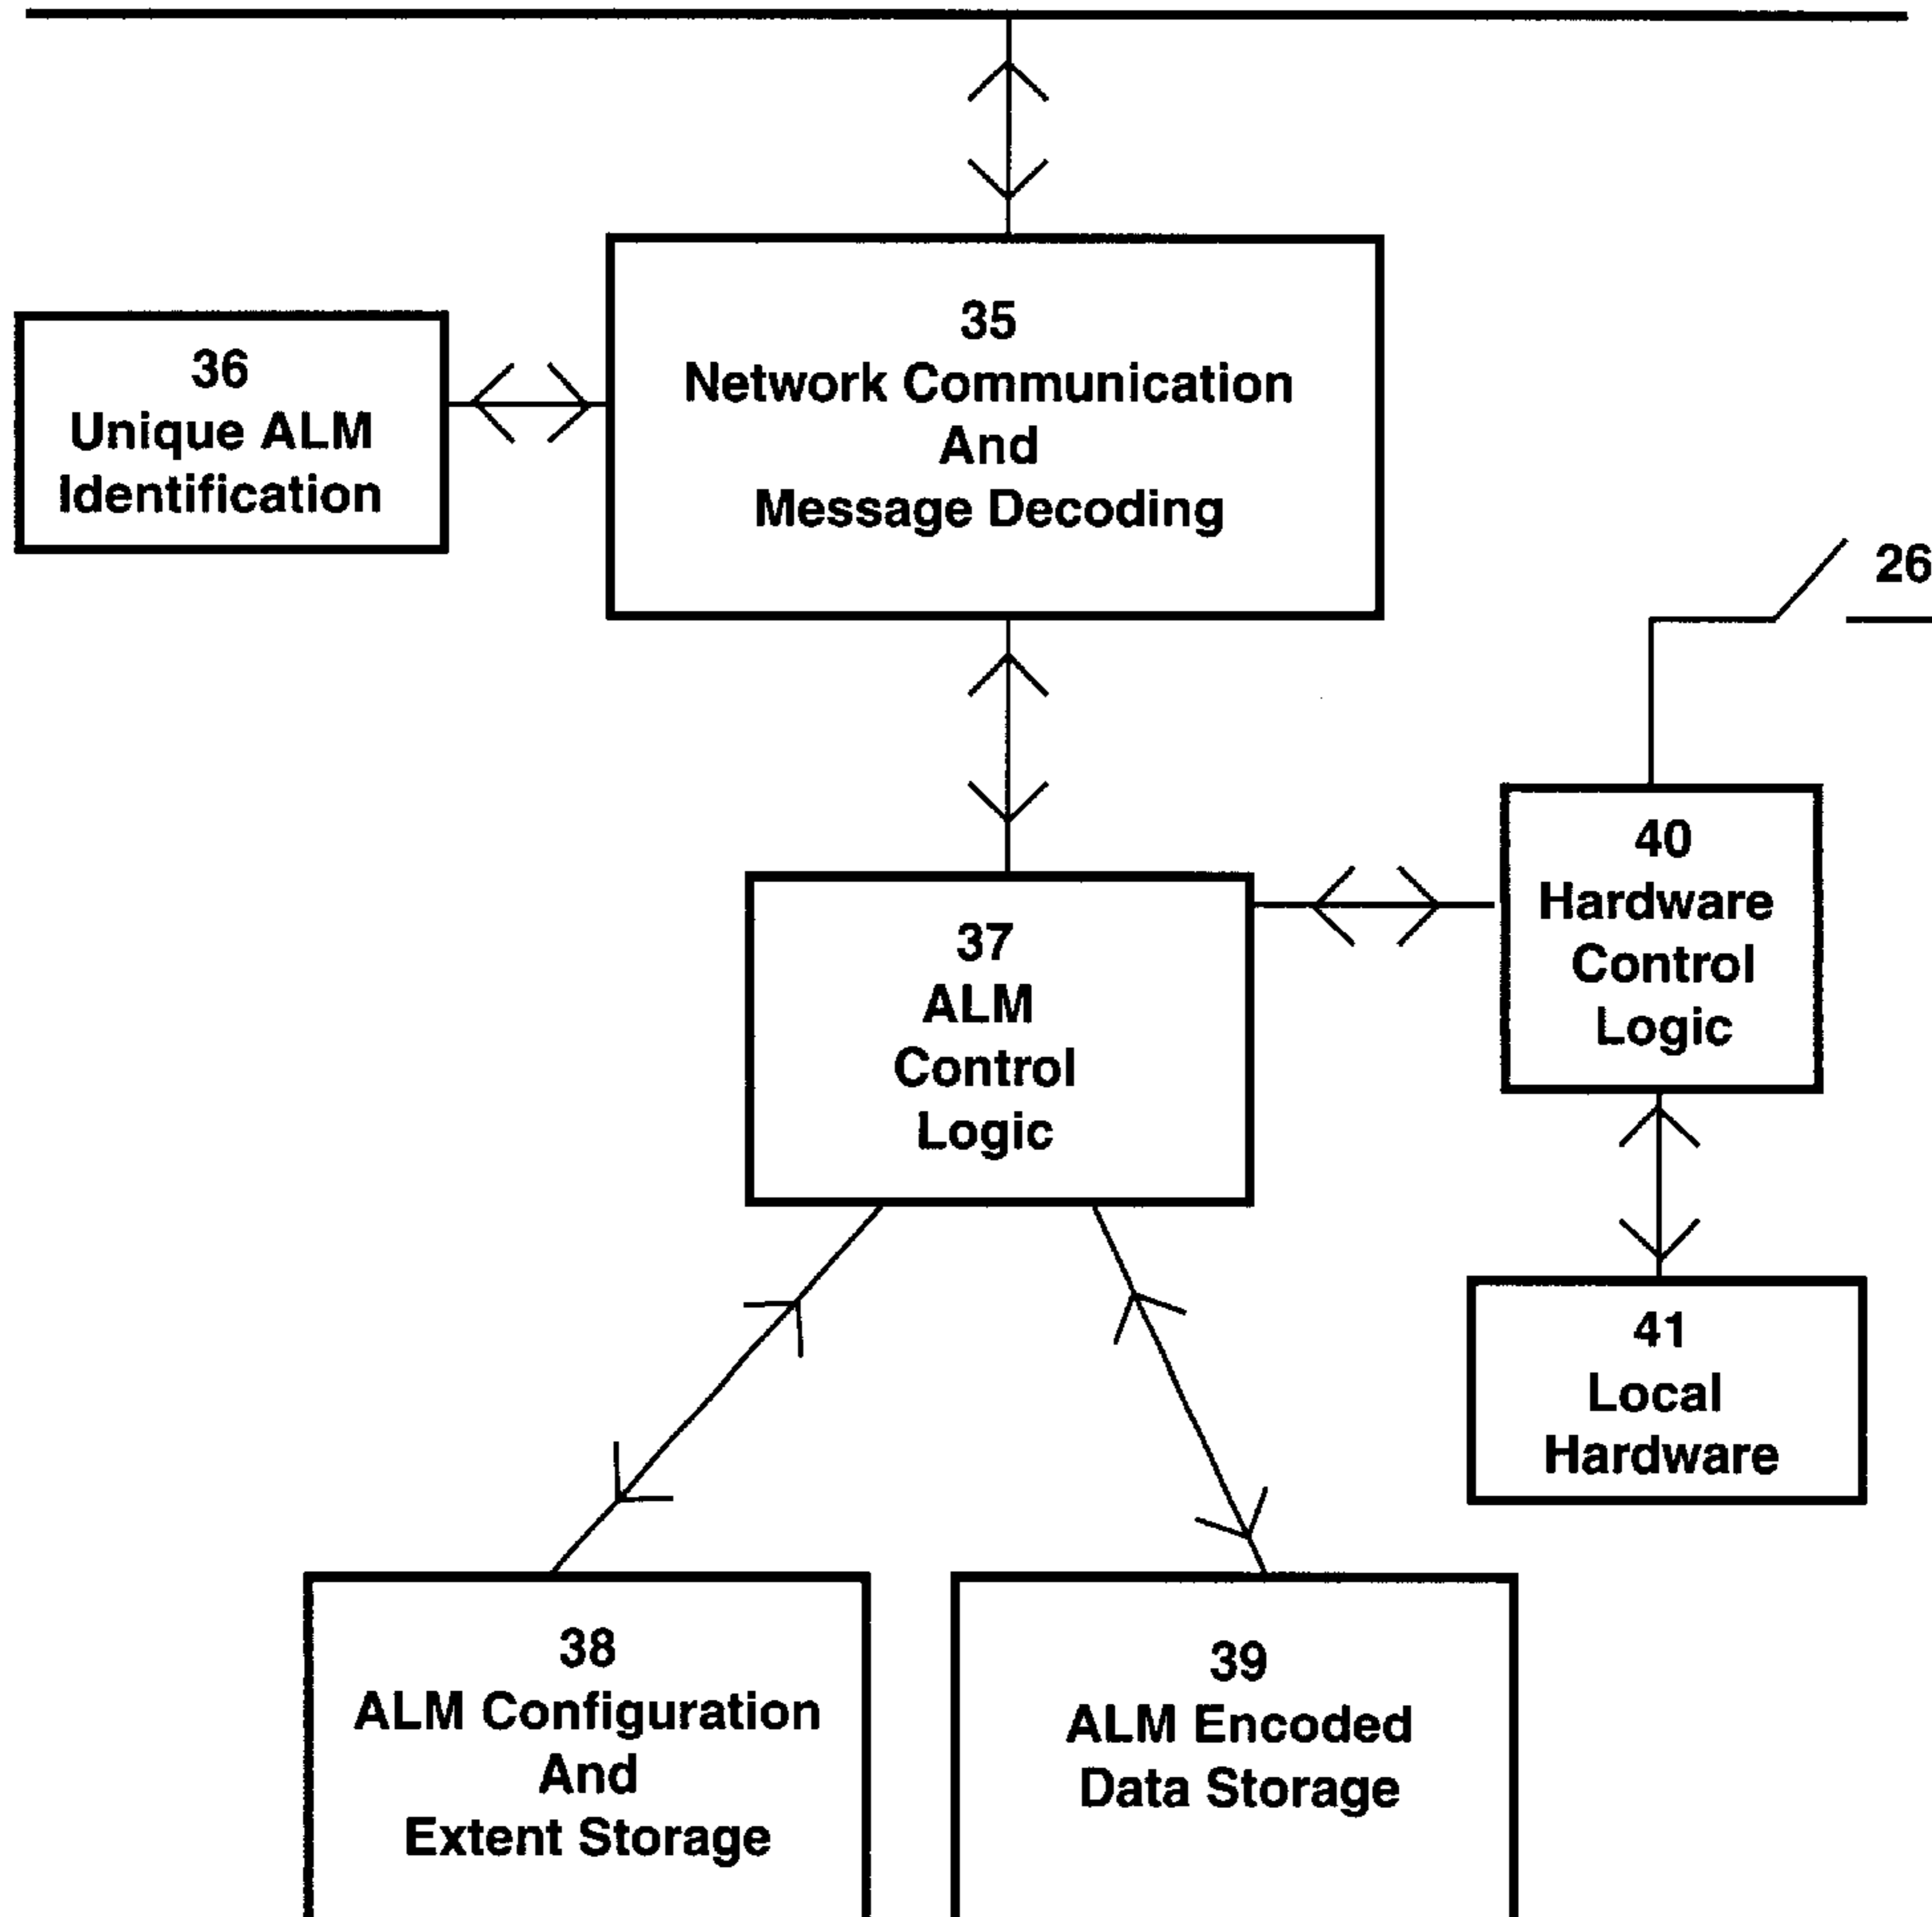 35
Network Communication
And
Message Decoding
36
Unique ALM
Identification
26
37
ALM
Control
Logic
40
Hardware
Control
Logic
41
Local
Hardware
38
ALM Configuration
And
Extent Storage
39
ALM Encoded
Data Storage